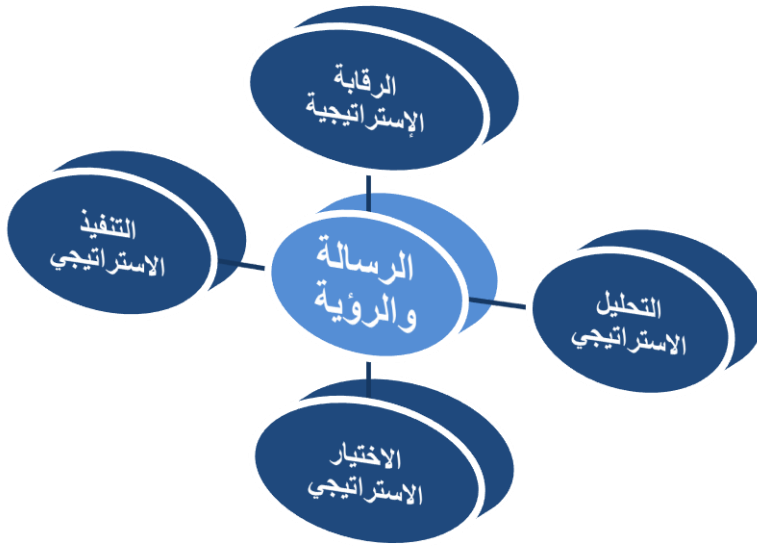 الرقابة
الإستراتيجية
التنفيذ
الاستراتيجي
الرسالة
والرؤية
التحليل
الاستراتيجي
الاختيار
الاستراتيجي